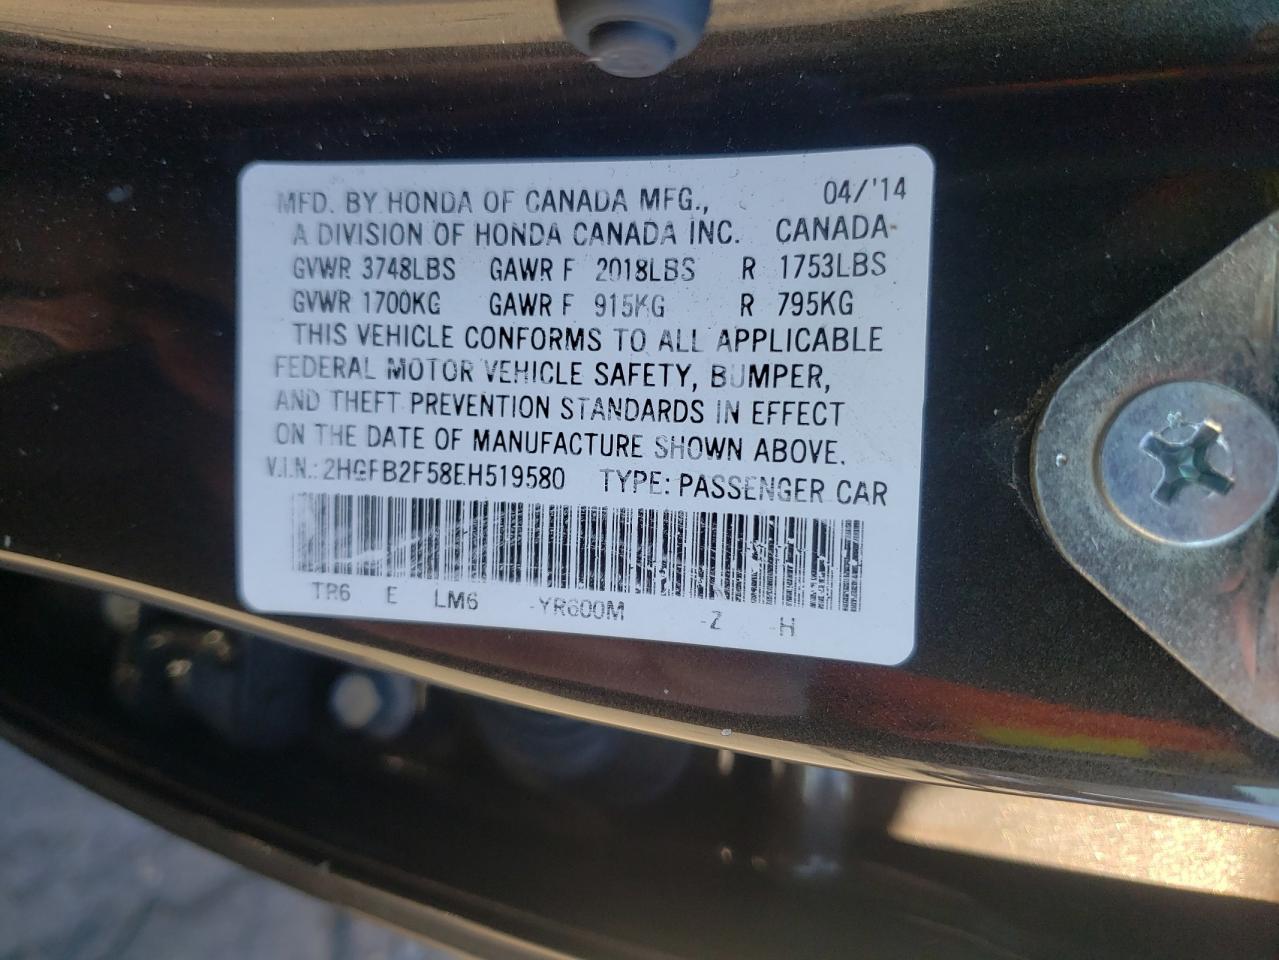 MFD. BY HONDA OF CANADA MFG., 04/'14
A DIVISION OF HONDA CANADA INC. CANADA-
GVWR 3748LBS GAWR F 2018LBS R 1753LBS
GVWR 1700KG GAWR F 915KG R 795KG
THIS VEHICLE CONFORMS TO ALL APPLICABLE
FEDERAL MOTOR VEHICLE SAFETY, BUMPER,
AND THEFT PREVENTION STANDARDS IN EFFECT
ON THE DATE OF MANUFACTURE SHOWN ABOVE.
V.I.N.: 2HGFB2F58EH519580 TYPE: PASSENGER CAR
TR6 E LM6 -YR600M -Z -H